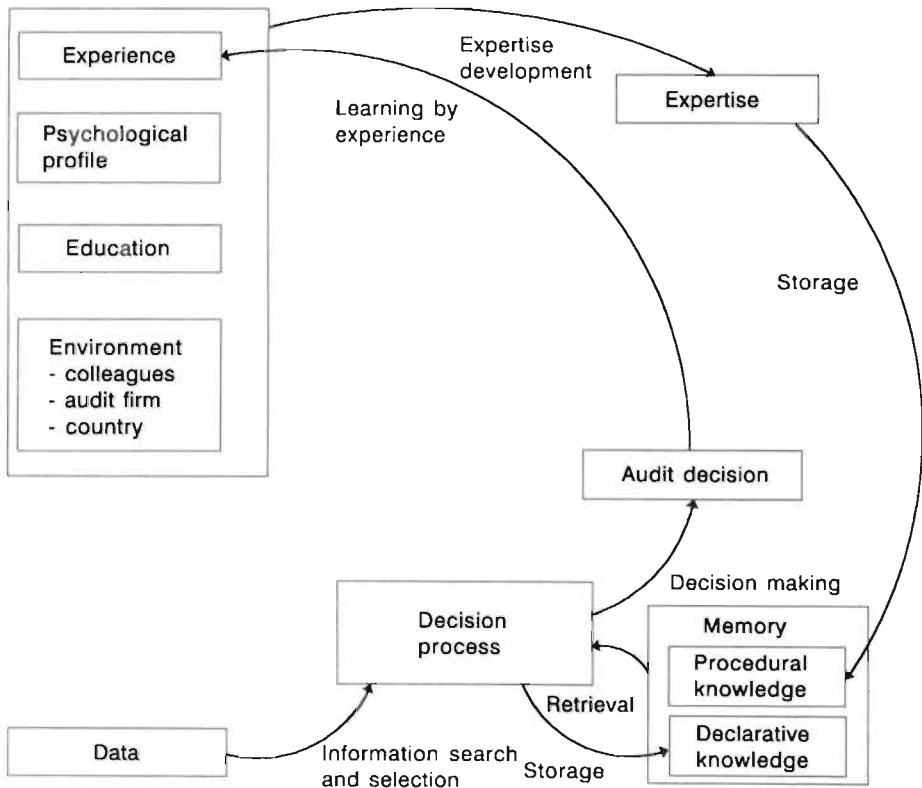 Experience
Psychological
profile
Education
Environment
- colleagues
- audit firm
- country
Expertise
development
Learning by
experience
Expertise
Storage
Audit decision
Decision making
Decision
process
Memory
Procedural
knowledge
Declarative
knowledge
Retrieval
Storage
Data
Information search
and selection